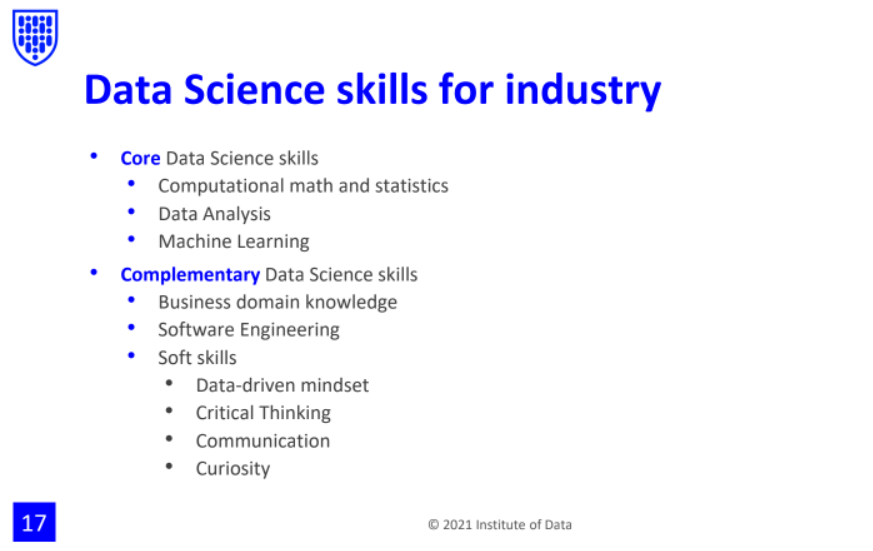 Data Science skills for industry
• Core Data Science skills
• Computational math and statistics
• Data Analysis
• Machine Learning
• Complementary Data Science skills
• Business domain knowledge
• Software Engineering
• Soft skills
• Data-driven mindset
• Critical Thinking
• Communication
• Curiosity
17
© 2021 Institute of Data